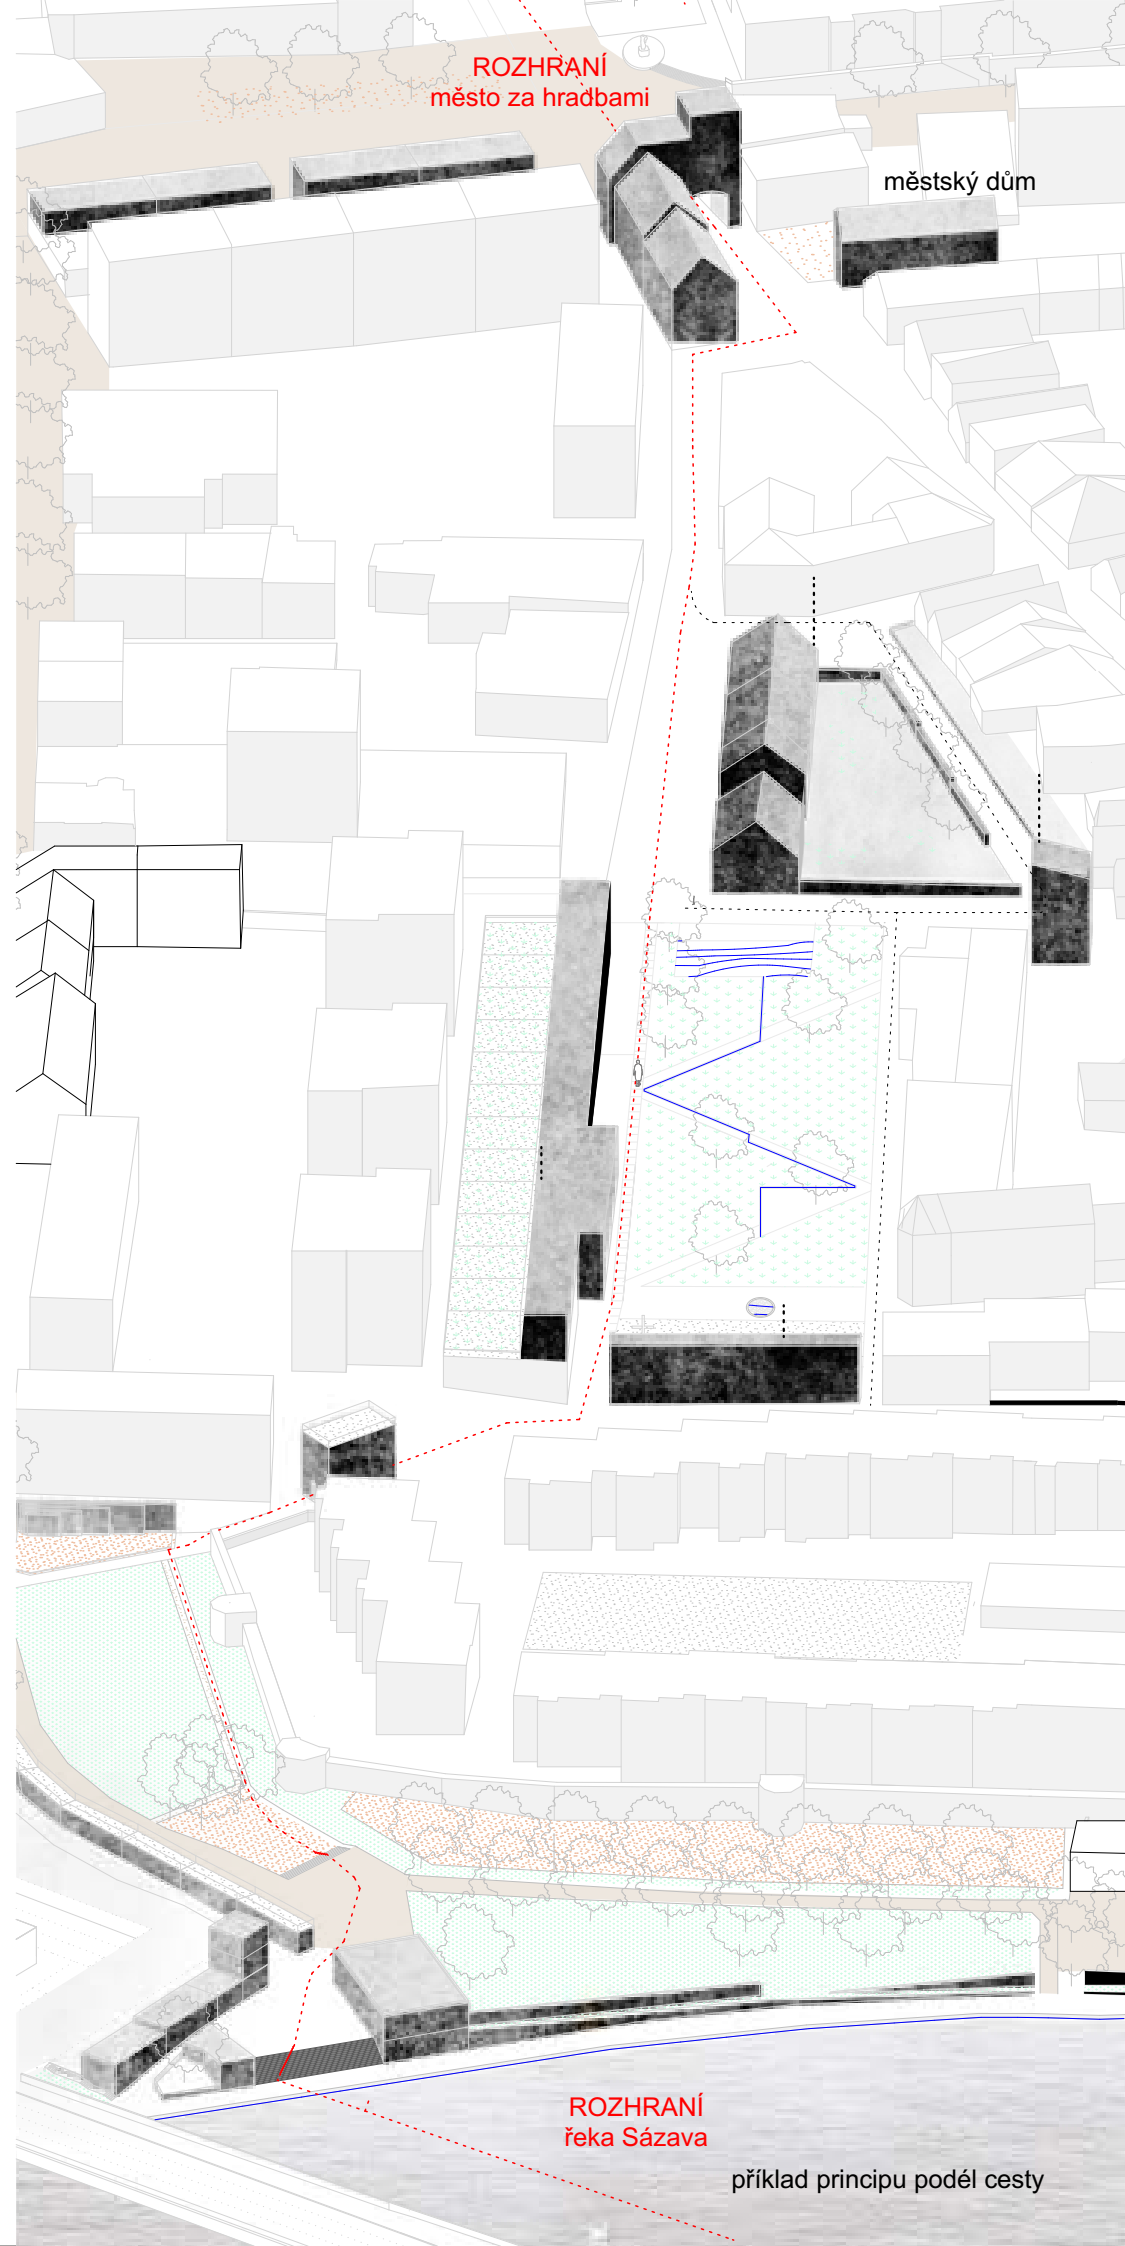 ROZHRANÍ
město za hradbami
městský dům
ROZHRANÍ
řeka Sázava
příklad principu podél cesty